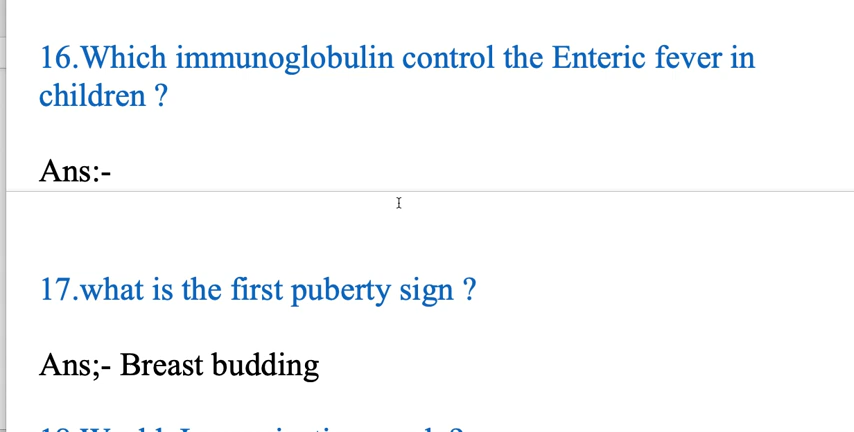 16.Which immunoglobulin control the Enteric fever in
children ?
Ans:-
17.what is the first puberty sign ?
Ans;- Breast budding